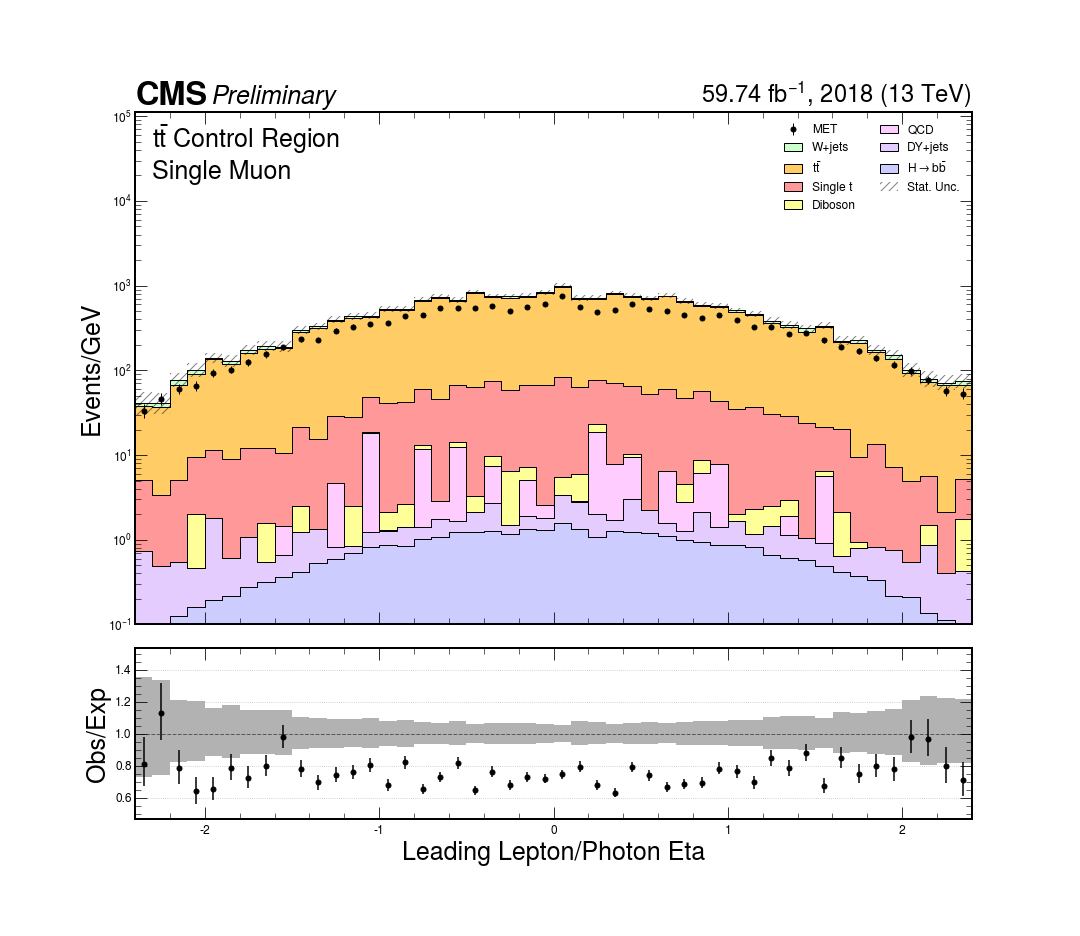 CMS Preliminary
59.74 fb⁻¹, 2018 (13 TeV)
tt̄ Control Region
Single Muon
MET
W+jets
tt̄
Single t
Diboson
QCD
DY+jets
H→bb̄
Stat. Unc.
Events/GeV
10⁵
10⁴
10³
10²
10¹
10⁰
10⁻¹
Obs/Exp
1.4
1.2
1.0
0.8
0.6
-2 -1 0 1 2
Leading Lepton/Photon Eta